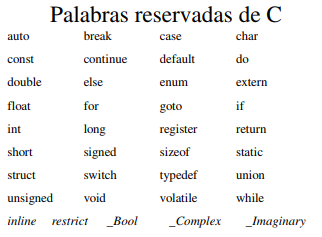 Palabras reservadas de C
auto break case char
const continue default do
double else enum extern
float for goto if
int long register return
short signed sizeof static
struct switch typedef union
unsigned void volatile while
inline restrict _Bool _Complex _Imaginary